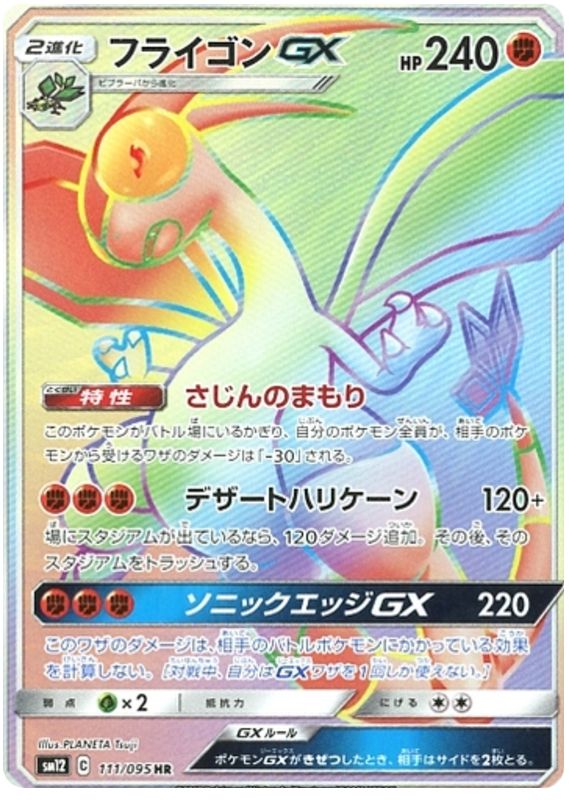 2進化 フライゴンGX HP240
ビブラーバから進化
とくせい
特性 さじんのまもり
このポケモンがバトル場にいるかぎり、自分のポケモン全員が、相手のポケ
モンから受けるワザのダメージは「-30」される。
デザートハリケーン 120+
場にスタジアムが出ているなら、120ダメージ追加。その後、その
スタジアムをトラッシュする。
ソニックエッジGX 220
このワザのダメージは、相手のバトルポケモンにかかっている効果
を計算しない。[対戦中、自分はGXワザを1回しか使えない。]
弱点 ×2 抵抗力 にげる
Illus.PLANETA Tsuji
GXルール
sm12 C 111/095 HR
ポケモンGXがきぜつしたとき、相手はサイドを2枚とる。